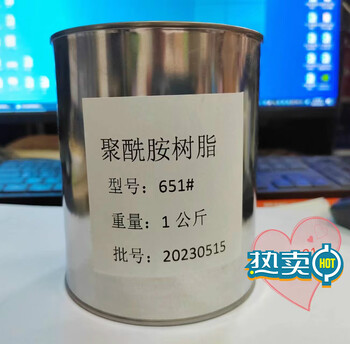 聚酰胺树脂
型号：651#
重量：1 公斤
批号：20230515
热卖
HOT